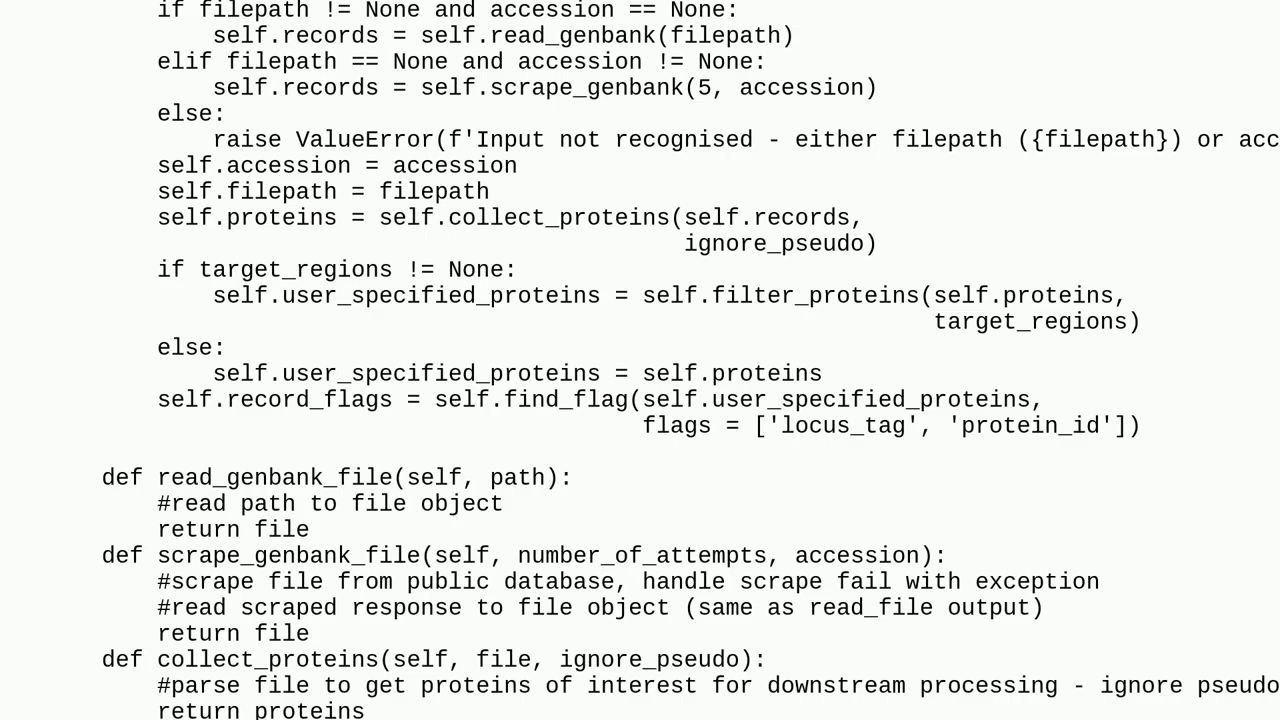 if filepath != None and accession == None:
self.records = self.read_genbank(filepath)
elif filepath == None and accession != None:
self.records = self.scrape_genbank(5, accession)
else:
raise ValueError(f'Input not recognised - either filepath ({filepath}) or acc
self.accession = accession
self.filepath = filepath
self.proteins = self.collect_proteins(self.records,
ignore_pseudo)
if target_regions != None:
self.user_specified_proteins = self.filter_proteins(self.proteins,
target_regions)
else:
self.user_specified_proteins = self.proteins
self.record_flags = self.find_flag(self.user_specified_proteins,
flags = ['locus_tag', 'protein_id'])
def read_genbank_file(self, path):
#read path to file object
return file
def scrape_genbank_file(self, number_of_attempts, accession):
#scrape file from public database, handle scrape fail with exception
#read scraped response to file object (same as read_file output)
return file
def collect_proteins(self, file, ignore_pseudo):
#parse file to get proteins of interest for downstream processing - ignore pseudo
return proteins